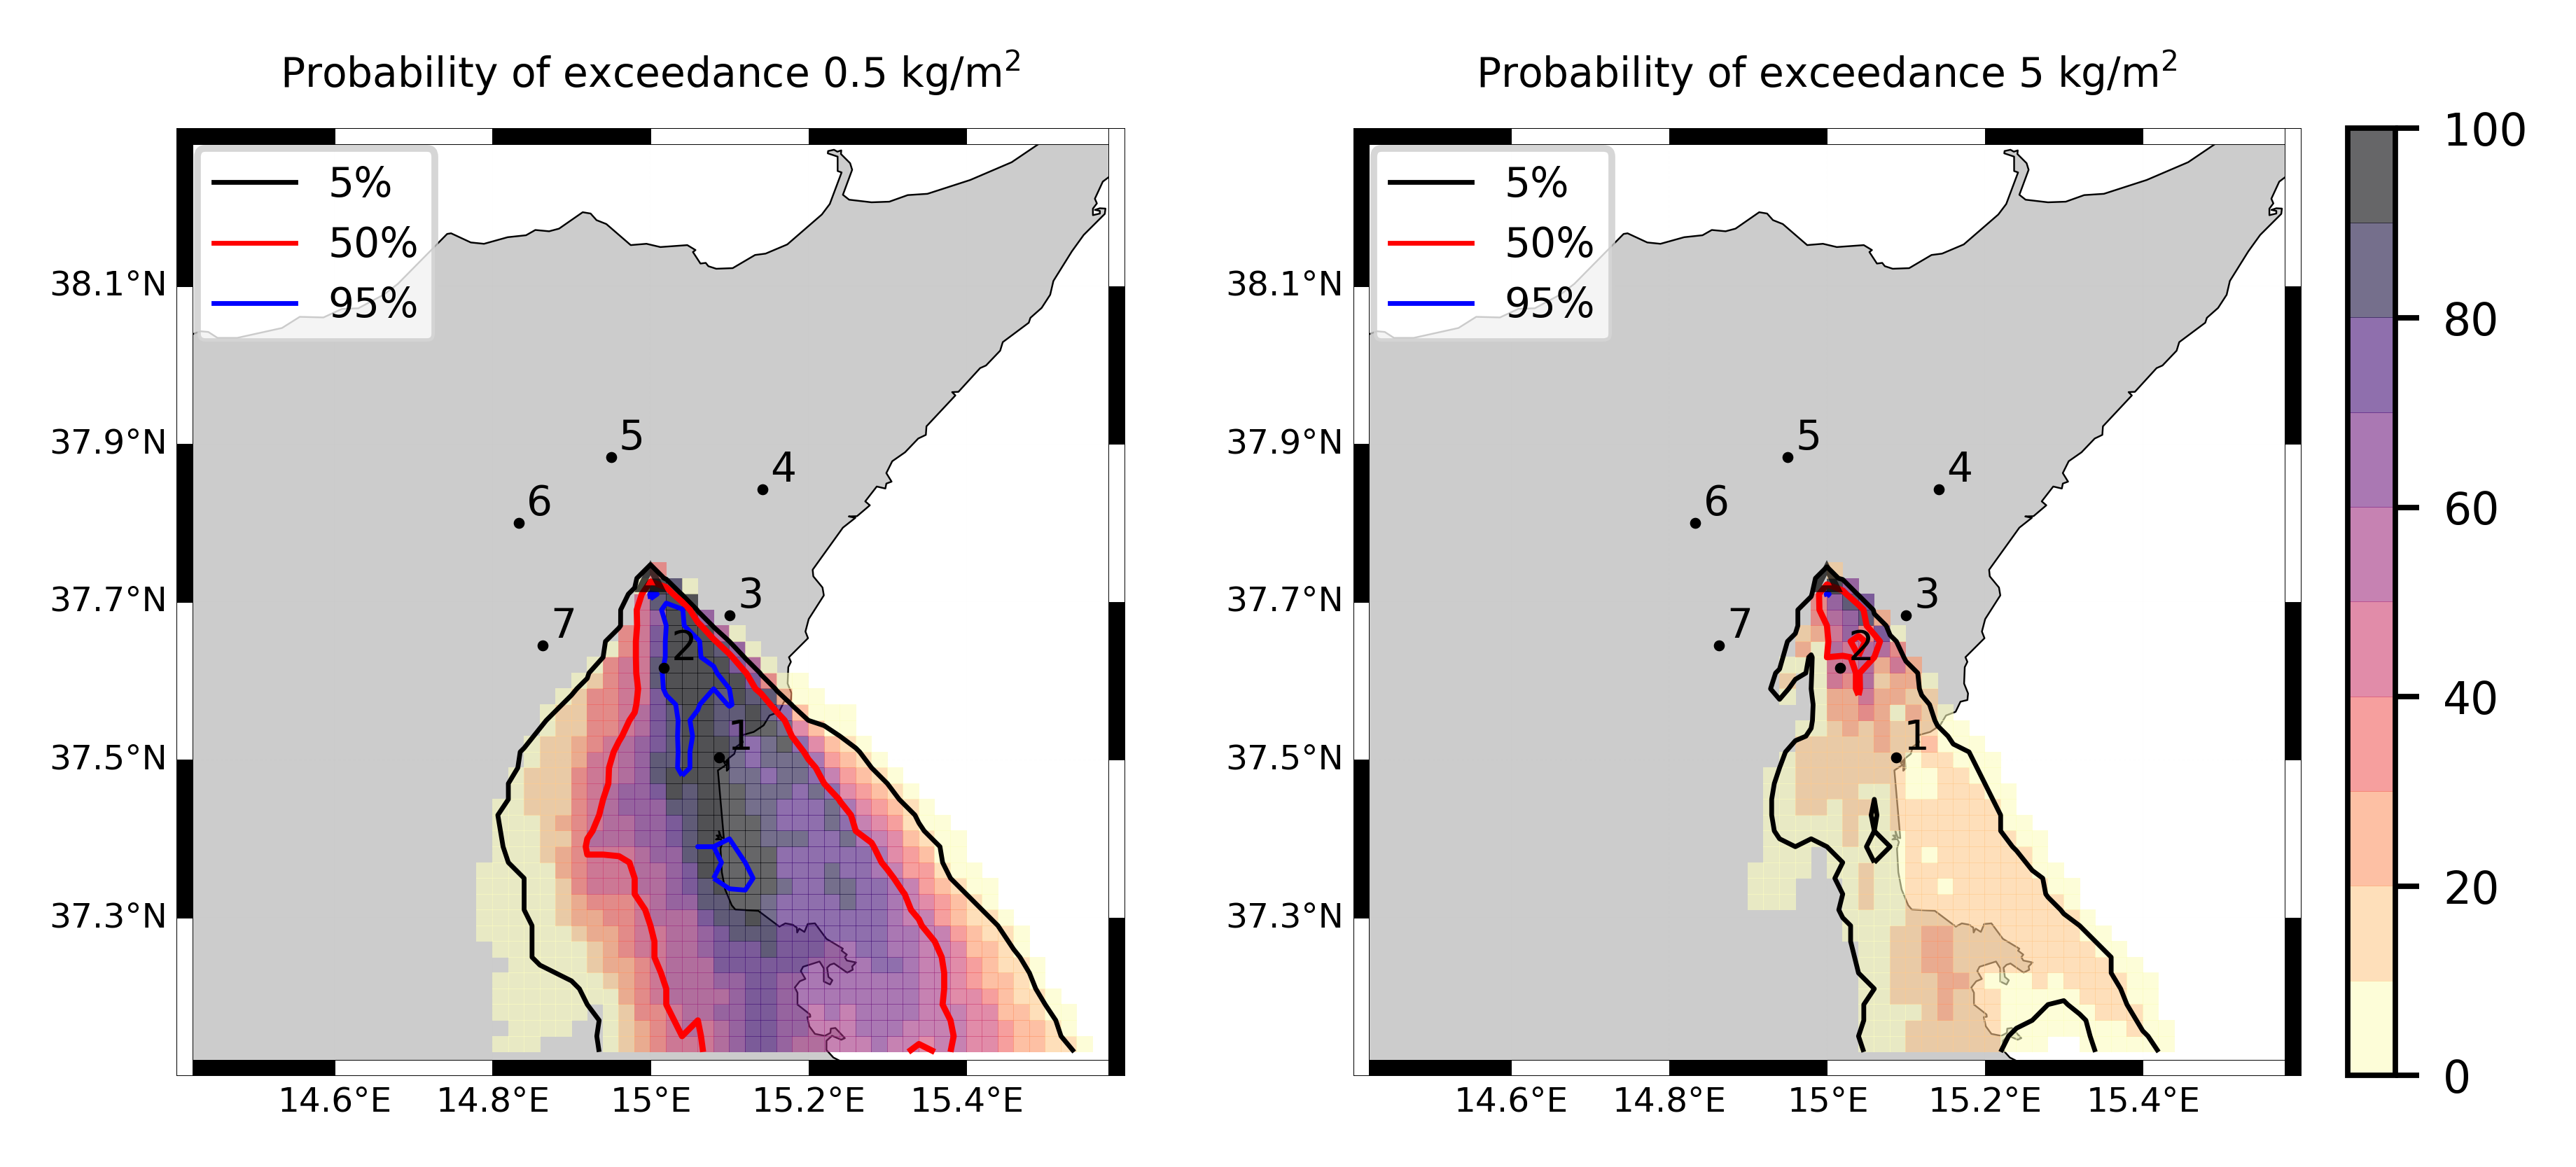 Probability of exceedance 0.5 kg/m²
5%
50%
95%
38.1°N
37.9°N
37.7°N
37.5°N
37.3°N
5
4
6
3
7
2
1
14.6°E
14.8°E
15°E
15.2°E
15.4°E
Probability of exceedance 5 kg/m²
5%
50%
95%
38.1°N
37.9°N
37.7°N
37.5°N
37.3°N
5
4
6
3
7
2
1
14.6°E
14.8°E
15°E
15.2°E
15.4°E
100
80
60
40
20
0